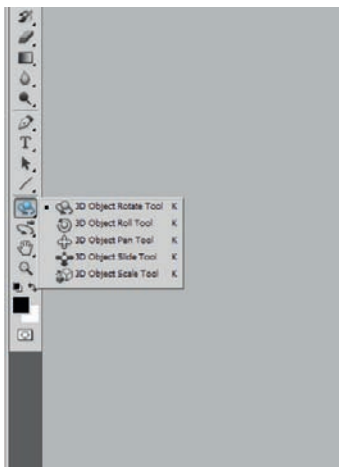 T
3D Object Rotate Tool K
3D Object Roll Tool K
3D Object Pan Tool K
3D Object Slide Tool K
3D Object Scale Tool K